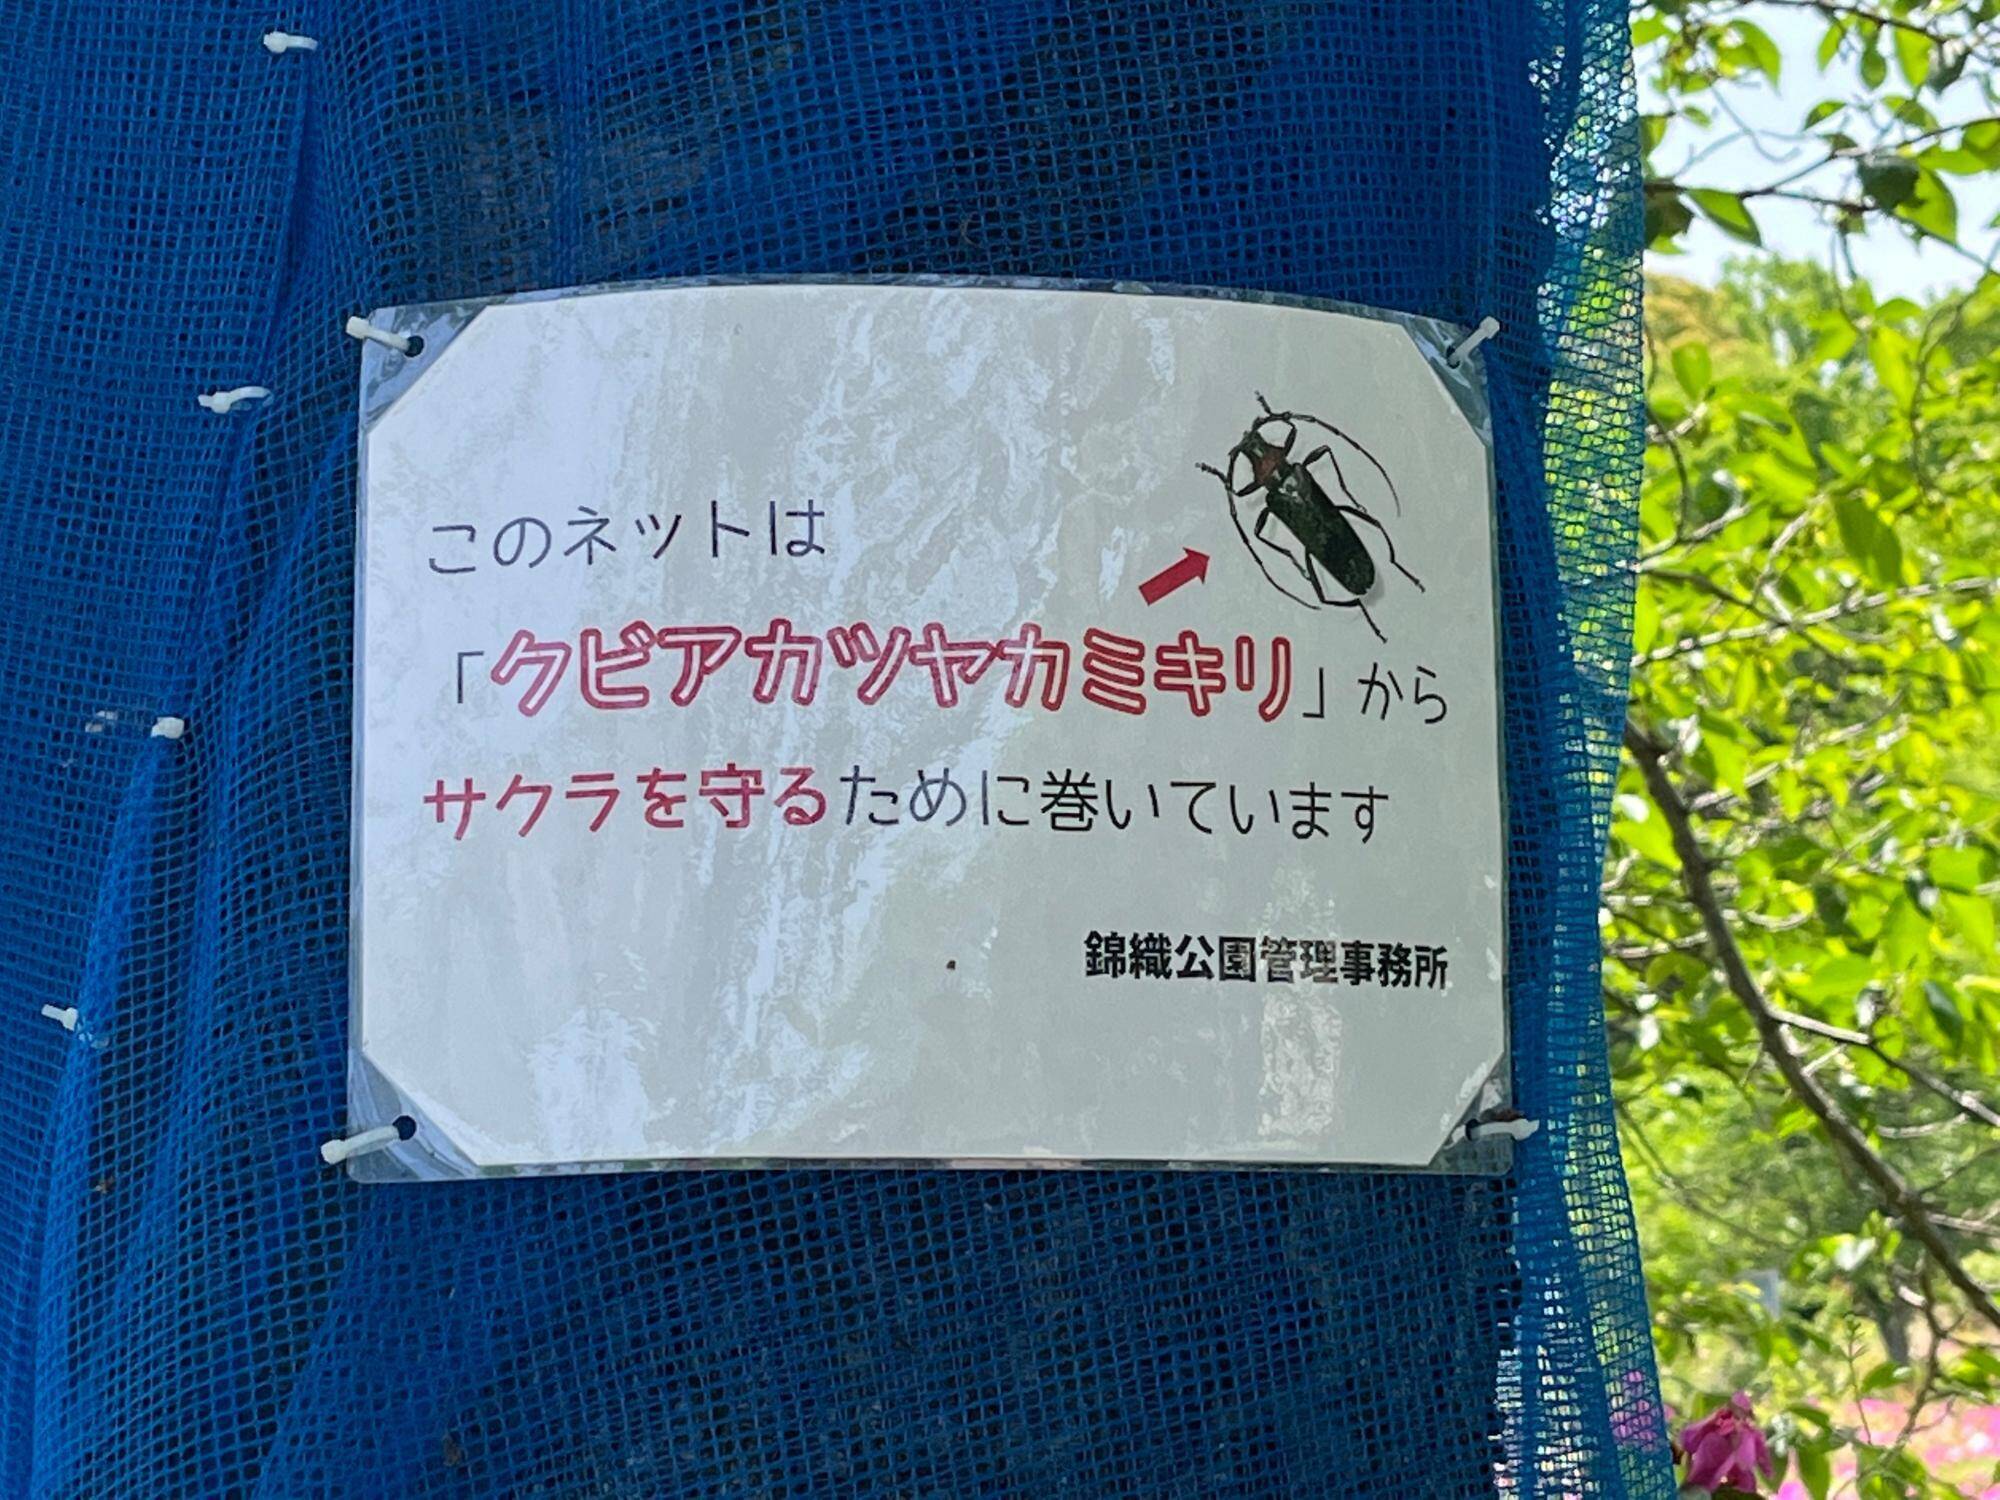 このネットは
「クビアカツヤカミキリ」から
サクラを守るために巻いています
錦織公園管理事務所